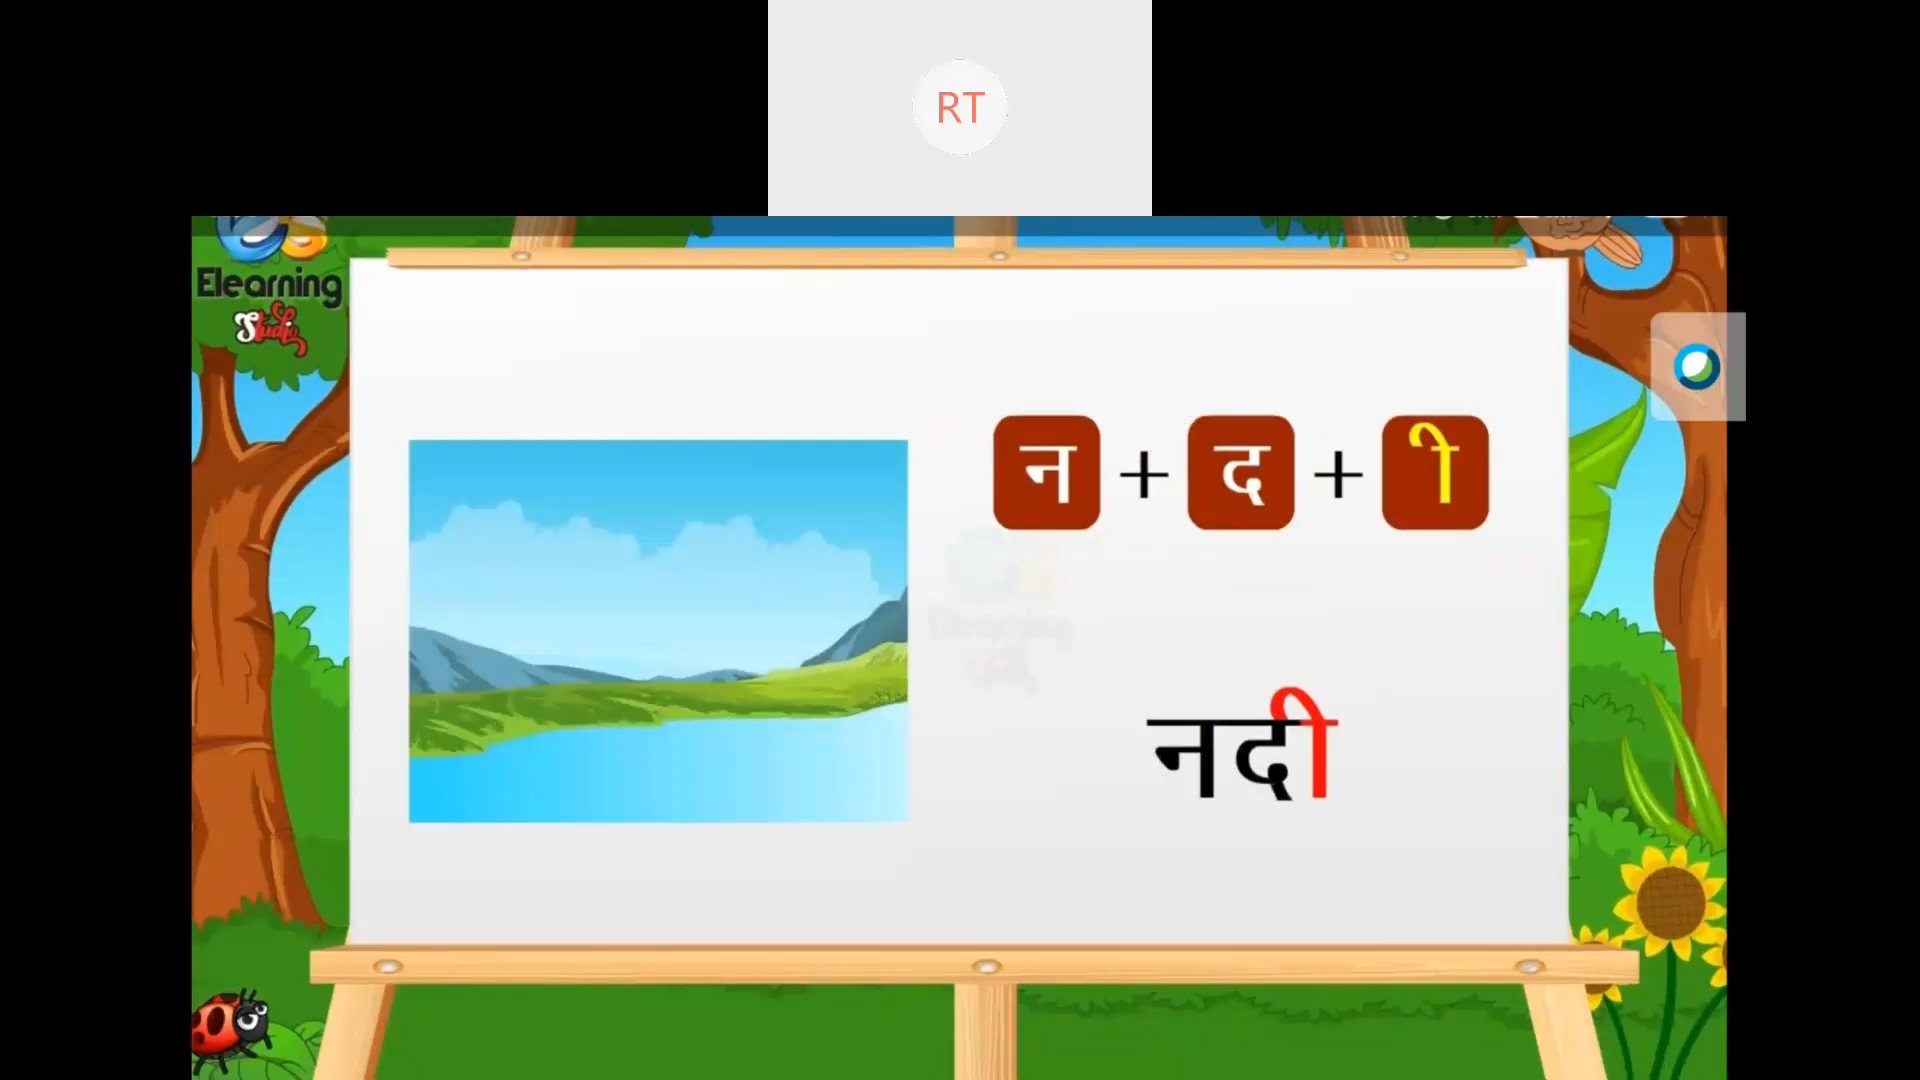 RT
Elearning
Studio
न + द + ी
नदी